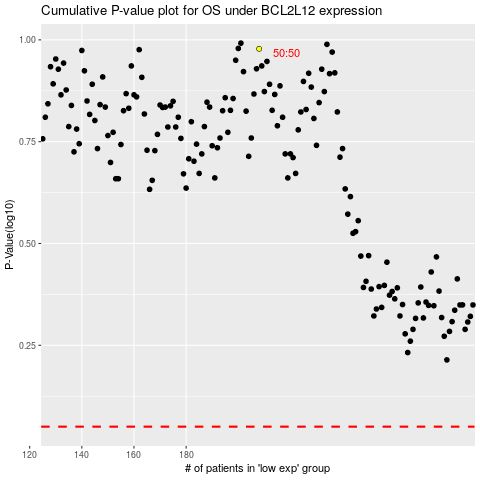 Cumulative P-value plot for OS under BCL2L12 expression
1.00
50:50
0.75
P-Value(log10)
0.50
0.25
120 140 160 180
# of patients in 'low exp' group